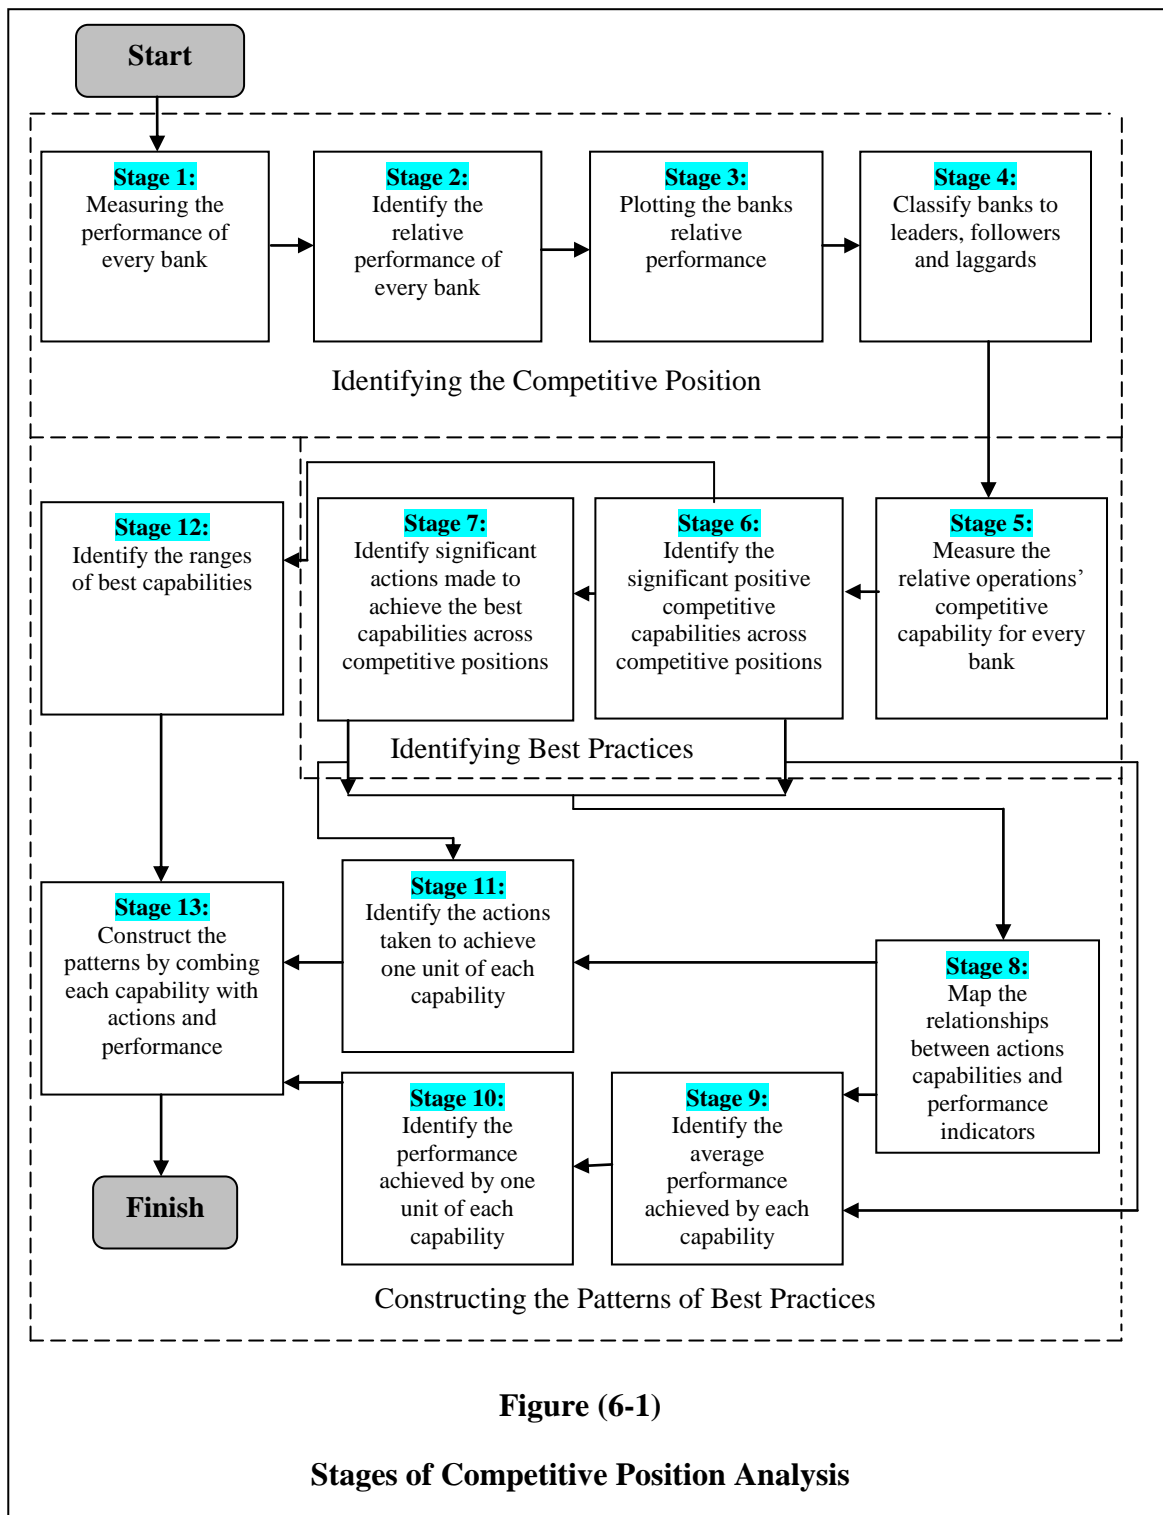 Start
Stage 1:
Measuring the
performance of
every bank
Stage 2:
Identify the
relative
performance of
every bank
Stage 3:
Plotting the banks
relative
performance
Stage 4:
Classify banks to
leaders, followers
and laggards
Identifying the Competitive Position
Stage 12:
Identify the ranges
of best capabilities
Stage 7:
Identify significant
actions made to
achieve the best
capabilities across
competitive positions
Stage 6:
Identify the
significant positive
competitive
capabilities across
competitive positions
Stage 5:
Measure the
relative operations’
competitive
capability for every
bank
Identifying Best Practices
Stage 13:
Construct the
patterns by combing
each capability with
actions and
performance
Stage 11:
Identify the actions
taken to achieve
one unit of each
capability
Stage 8:
Map the
relationships
between actions
capabilities and
performance
indicators
Stage 10:
Identify the
performance
achieved by one
unit of each
capability
Stage 9:
Identify the
average
performance
achieved by each
capability
Finish
Constructing the Patterns of Best Practices
Figure (6-1)
Stages of Competitive Position Analysis